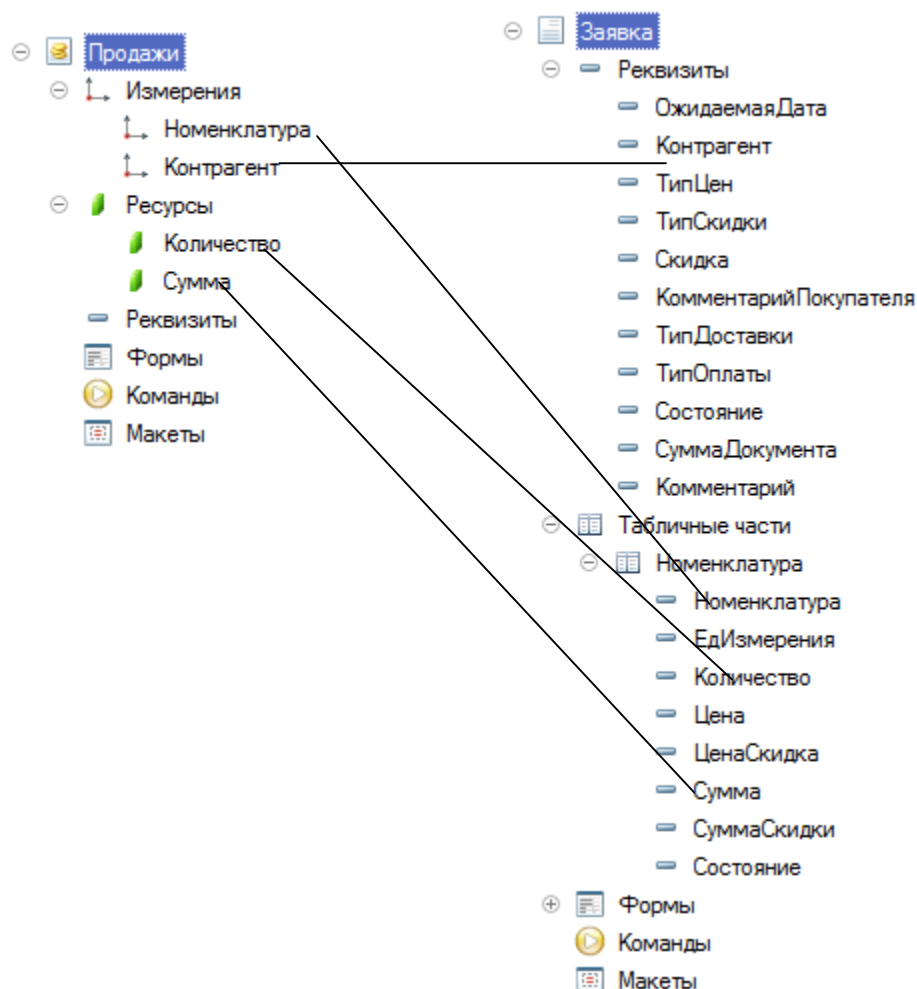 Продажи
Измерения
Номенклатура
Контрагент
Ресурсы
Количество
Сумма
Реквизиты
Формы
Команды
Макеты
Заявка
Реквизиты
ОжидаемаяДата
Контрагент
ТипЦен
ТипСкидки
Скидка
КомментарийПокупателя
ТипДоставки
ТипОплаты
Состояние
СуммаДокумента
Комментарий
Табличные части
Номенклатура
Номенклатура
ЕдИзмерения
Количество
Цена
ЦенаСкидка
Сумма
СуммаСкидки
Состояние
Формы
Команды
Макеты